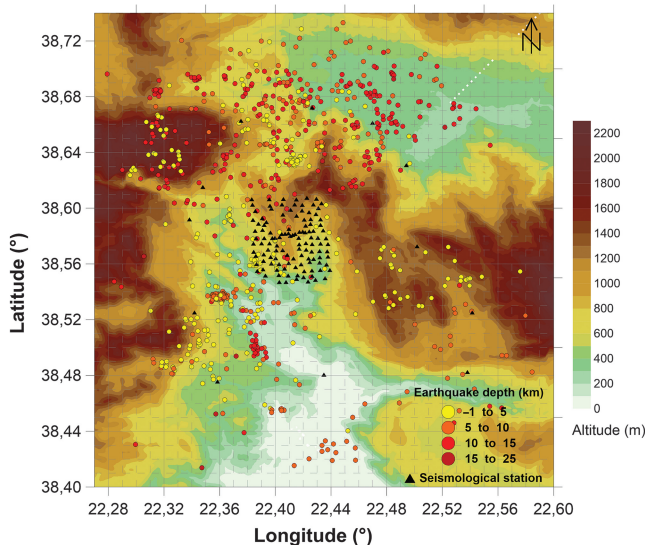 N
38,72
38,68
38,64
38,60
38,56
38,52
38,48
38,44
38,40
Latitude (°)
22,28 22,32 22,36 22,40 22,44 22,48 22,52 22,56 22,60
Longitude (°)
Earthquake depth (km)
–1 to 5
5 to 10
10 to 15
15 to 25
Seismological station
2200
2000
1800
1600
1400
1200
1000
800
600
400
200
0
Altitude (m)